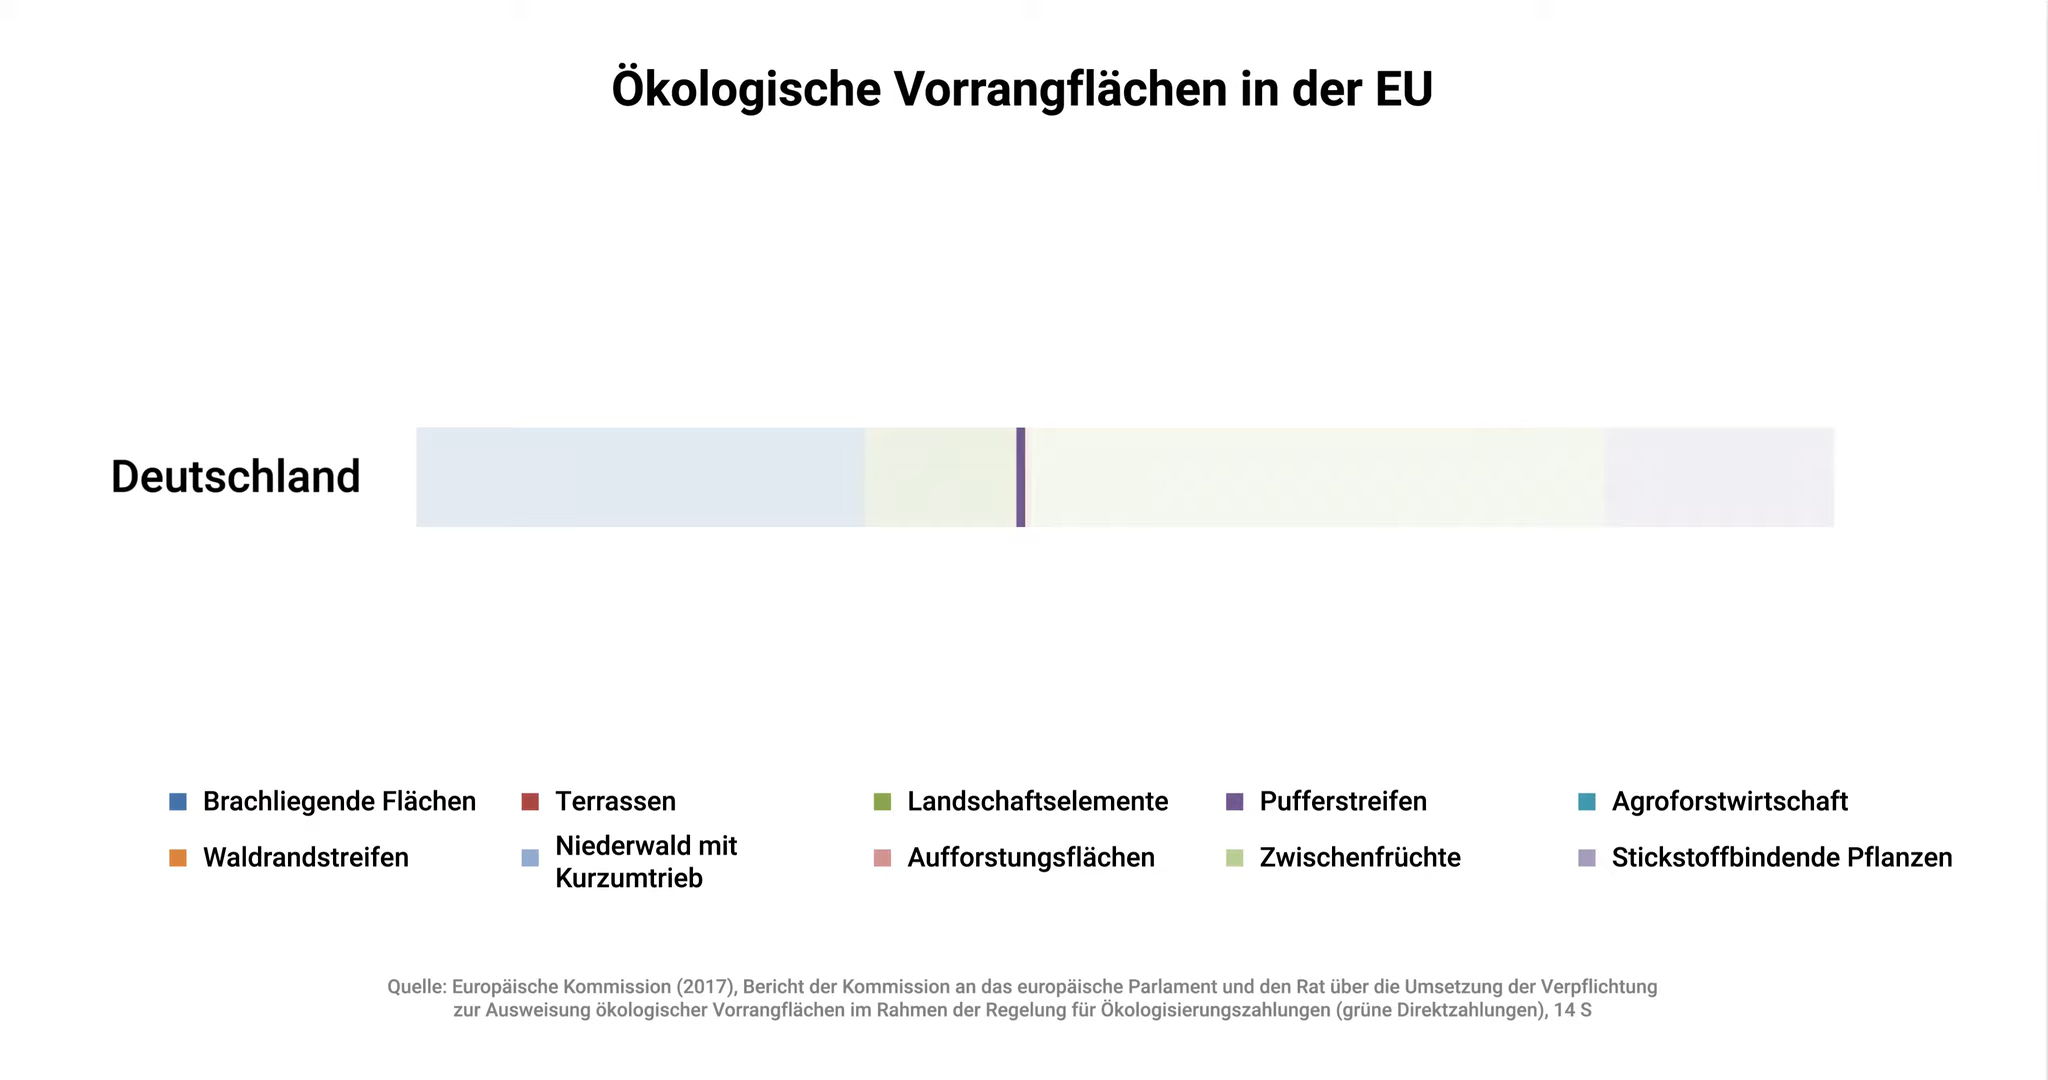 Ökologische Vorrangflächen in der EU
Deutschland
Brachliegende Flächen
Terrassen
Landschaftselemente
Pufferstreifen
Agroforstwirtschaft
Waldrandstreifen
Niederwald mit
Kurzumtrieb
Aufforstungsflächen
Zwischenfrüchte
Stickstoffbindende Pflanzen
Quelle: Europäische Kommission (2017), Bericht der Kommission an das europäische Parlament und den Rat über die Umsetzung der Verpflichtung
zur Ausweisung ökologischer Vorrangflächen im Rahmen der Regelung für Ökologisierungszahlungen (grüne Direktzahlungen), 14 S